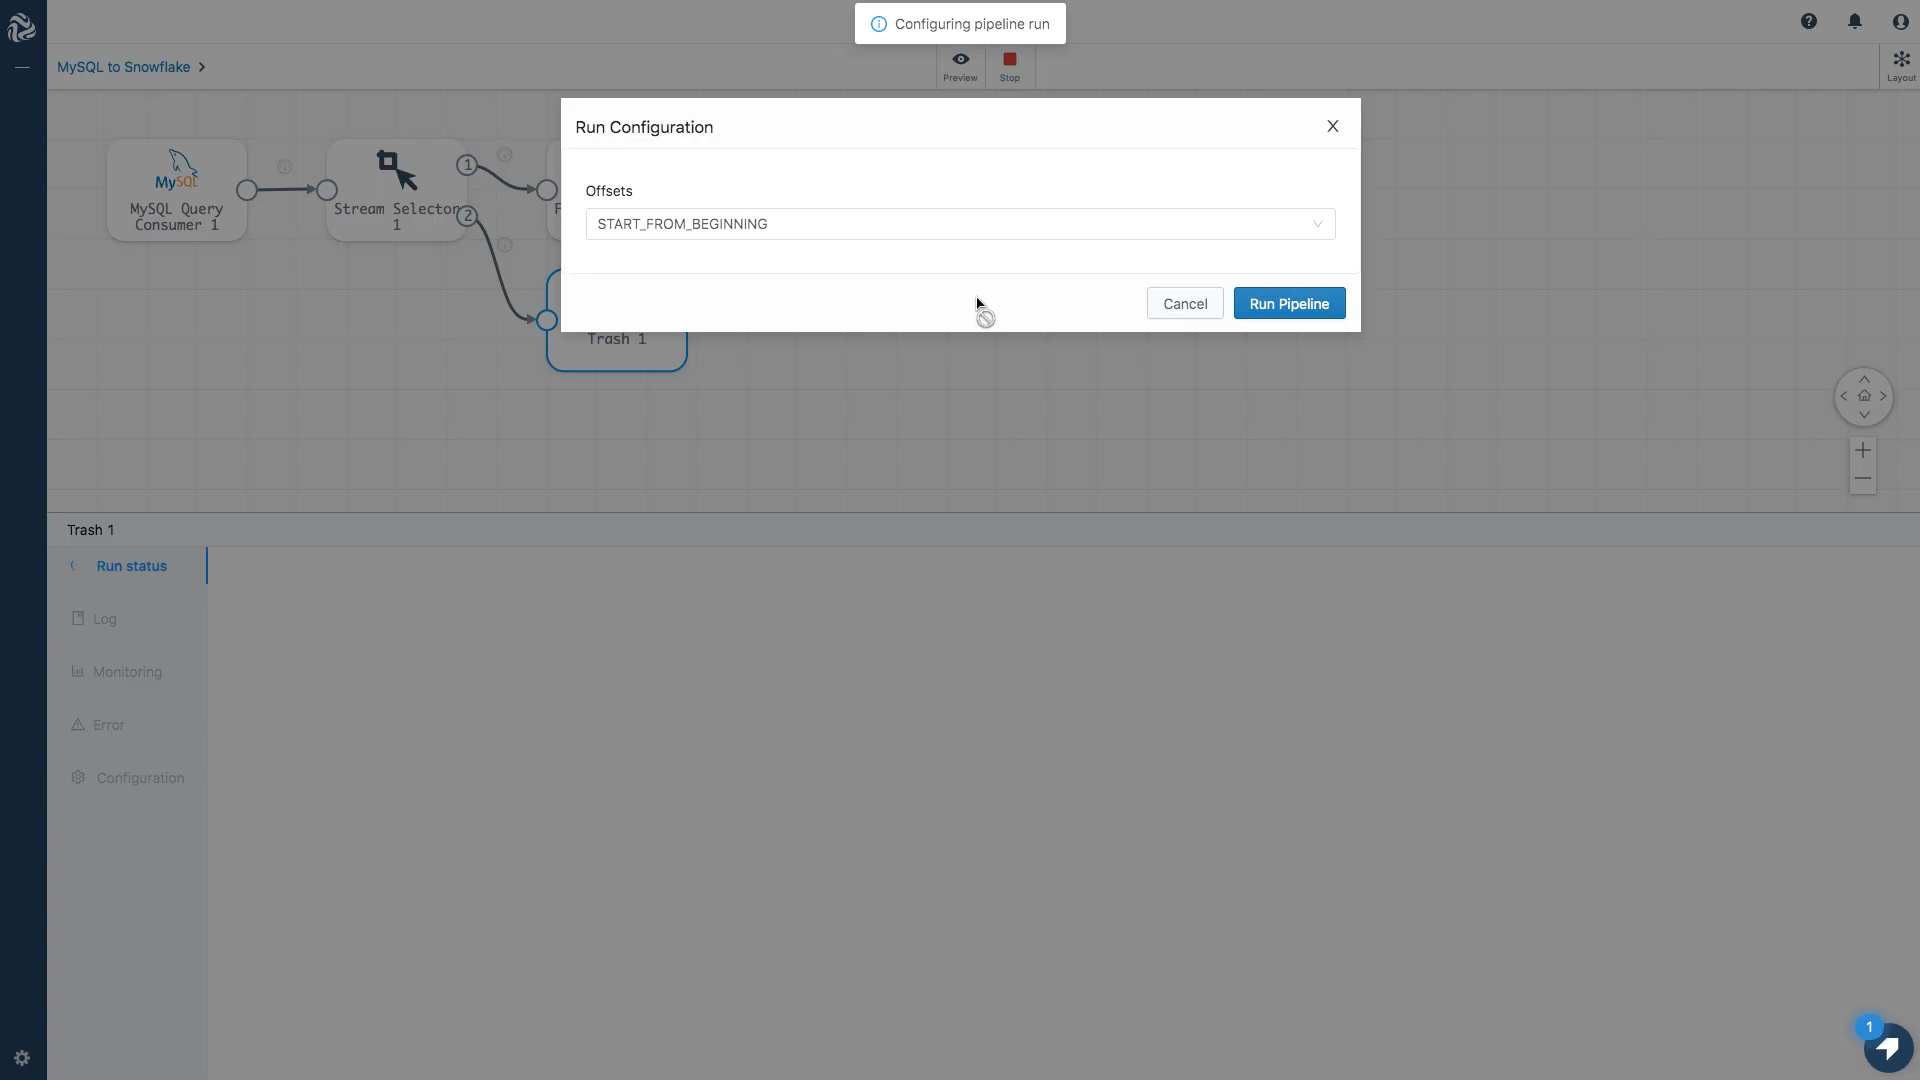 Configuring pipeline run
MySQL to Snowflake
Preview
Stop
Layout
Run Configuration
Offsets
START_FROM_BEGINNING
Cancel
Run Pipeline
MySQL
MySQL Query
Consumer 1
Stream Selector
1
1
2
F
Trash 1
Trash 1
Run status
Log
Monitoring
Error
Configuration
1